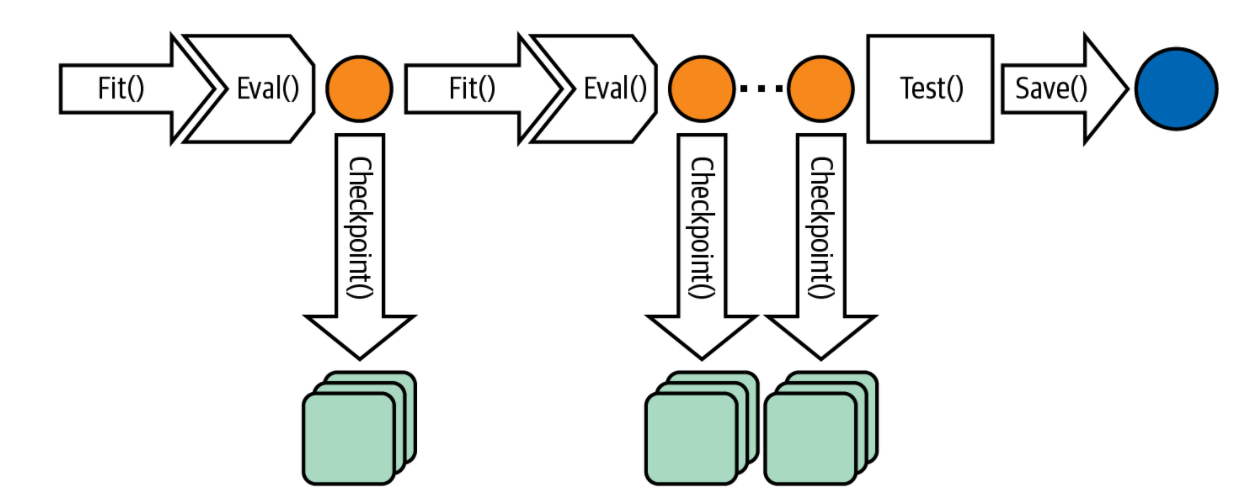 Fit()
Eval()
Fit()
Eval()
Test()
Save()
Checkpoint()
Checkpoint()
Checkpoint()